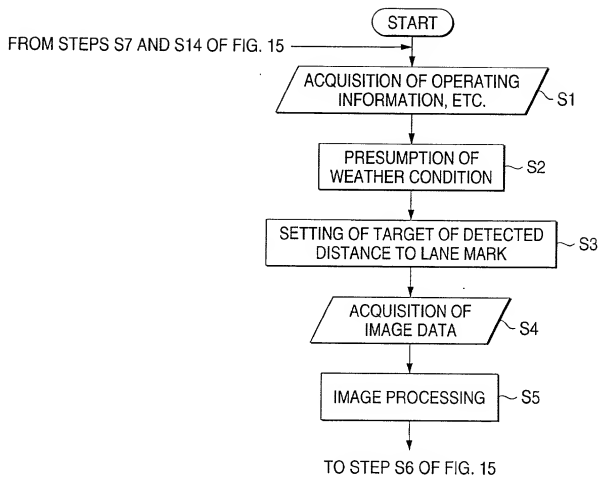 START
FROM STEPS S7 AND S14 OF FIG. 15
ACQUISITION OF OPERATING
INFORMATION, ETC.
S1
PRESUMPTION OF
WEATHER CONDITION
S2
SETTING OF TARGET OF DETECTED
DISTANCE TO LANE MARK
S3
ACQUISITION OF
IMAGE DATA
S4
IMAGE PROCESSING
S5
TO STEP S6 OF FIG. 15